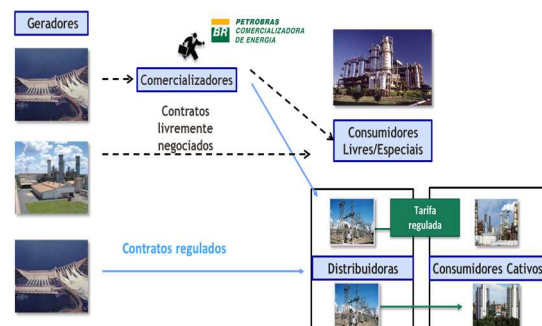 Geradores
BR
PETROBRAS
COMERCIALIZADORA
DE ENERGIA
Comercializadores
Contratos
livremente
negociados
Consumidores
Livres/Especiais
Tarifa
regulada
Contratos regulados
Distribuidoras
Consumidores Cativos